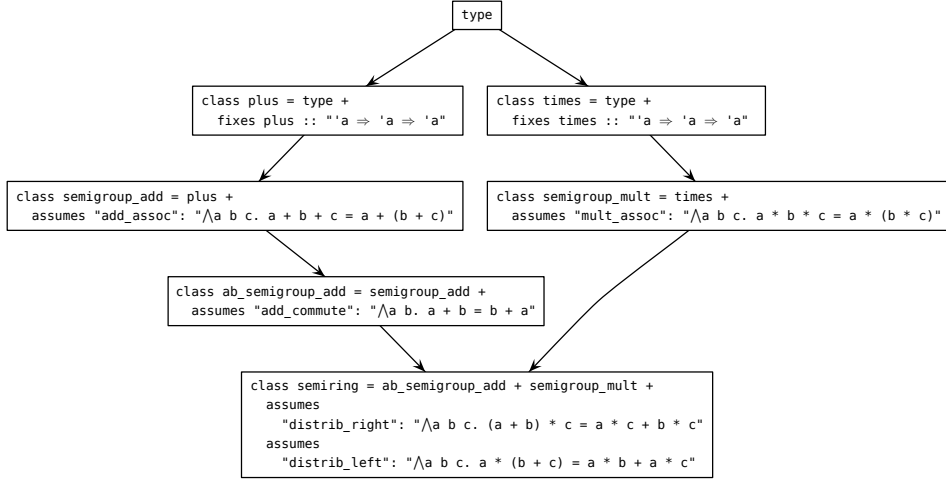 type
class plus = type +
fixes plus :: "'a ⇒ 'a ⇒ 'a"
class times = type +
fixes times :: "'a ⇒ 'a ⇒ 'a"
class semigroup_add = plus +
assumes "add_assoc": "⋀a b c. a + b + c = a + (b + c)"
class semigroup_mult = times +
assumes "mult_assoc": "⋀a b c. a * b * c = a * (b * c)"
class ab_semigroup_add = semigroup_add +
assumes "add_commute": "⋀a b. a + b = b + a"
class semiring = ab_semigroup_add + semigroup_mult +
assumes
"distrib_right": "⋀a b c. (a + b) * c = a * c + b * c"
assumes
"distrib_left": "⋀a b c. a * (b + c) = a * b + a * c"